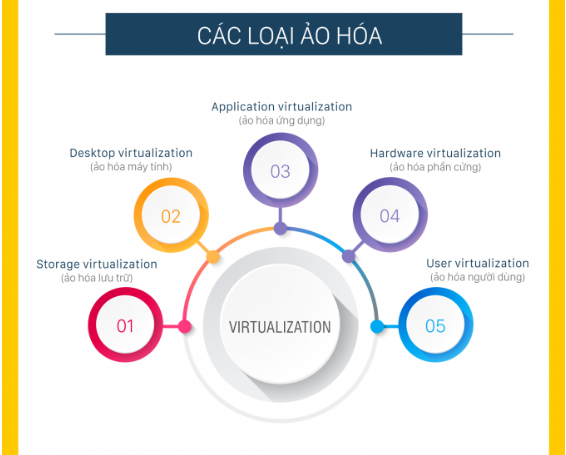 CÁC LOẠI ẢO HÓA
Application virtualization
(ảo hóa ứng dụng)
03
Desktop virtualization
(ảo hóa máy tính)
02
Hardware virtualization
(ảo hóa phần cứng)
04
Storage virtualization
(ảo hóa lưu trữ)
01
User virtualization
(ảo hóa người dùng)
05
VIRTUALIZATION